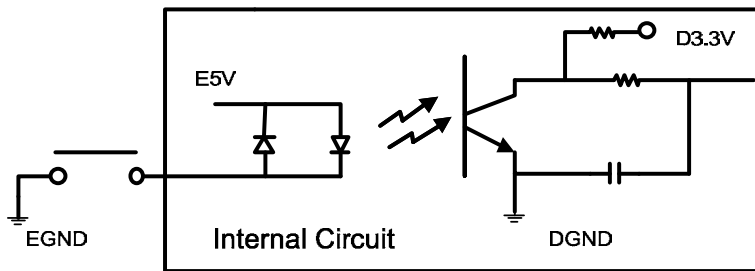 D3.3V
E5V
EGND
Internal Circuit
DGND